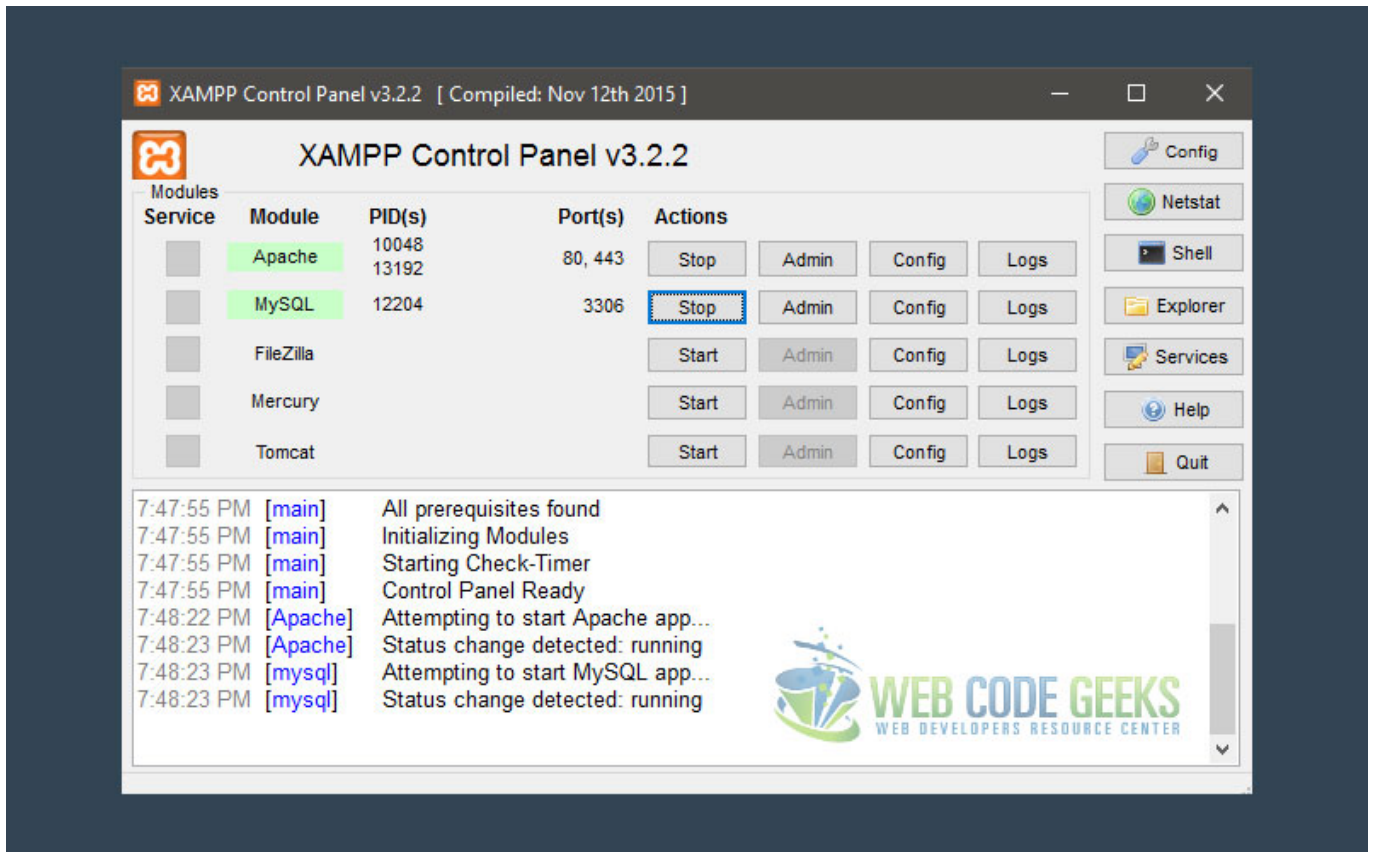 XAMPP Control Panel v3.2.2 [ Compiled: Nov 12th 2015 ]
XAMPP Control Panel v3.2.2
Config
Modules
Netstat
Service Module PID(s) Port(s) Actions
Apache 10048 80, 443 Stop Admin Config Logs
13192
Shell
MySQL 12204 3306 Stop Admin Config Logs
Explorer
FileZilla Start Admin Config Logs
Services
Mercury Start Admin Config Logs
Help
Tomcat Start Admin Config Logs
Quit
7:47:55 PM [main] All prerequisites found
7:47:55 PM [main] Initializing Modules
7:47:55 PM [main] Starting Check-Timer
7:47:55 PM [main] Control Panel Ready
7:48:22 PM [Apache] Attempting to start Apache app...
7:48:23 PM [Apache] Status change detected: running
7:48:23 PM [mysql] Attempting to start MySQL app...
7:48:23 PM [mysql] Status change detected: running
WEB CODE GEEKS
WEB DEVELOPERS RESOURCE CENTER